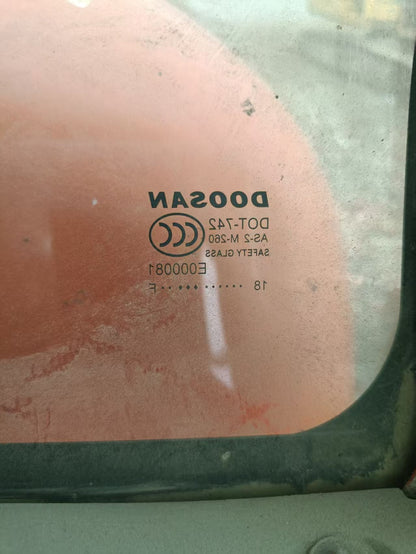 DOOSAN
DOT-742
CCC
AS-2 M-260
SAFETY GLASS
E000081
18 ······ ●●● ·· F